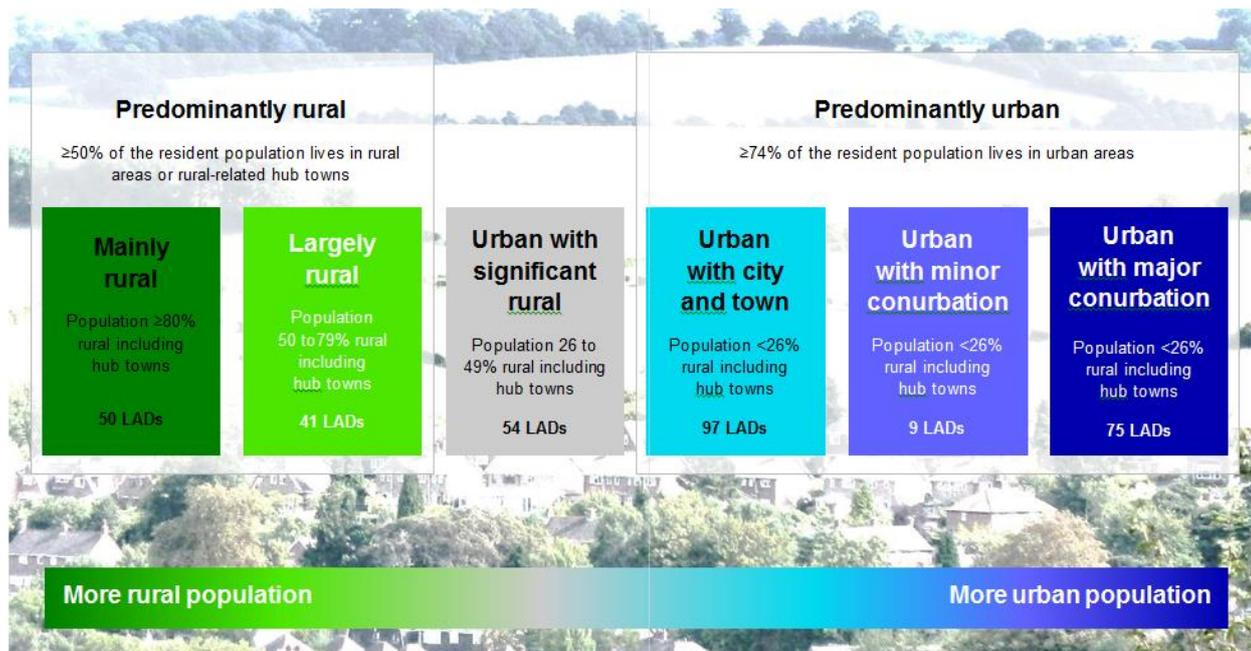 Predominantly rural
≥50% of the resident population lives in rural
areas or rural-related hub towns
Predominantly urban
≥74% of the resident population lives in urban areas
Mainly
rural
Population ≥80%
rural including
hub towns
50 LADs
Largely
rural
Population
50 to79% rural
including
hub towns
41 LADs
Urban with
significant
rural
Population 26 to
49% rural including
hub towns
54 LADs
Urban
with city
and town
Population <26%
rural including
hub towns
97 LADs
Urban
with minor
conurbation
Population <26%
rural including
hub towns
9 LADs
Urban
with major
conurbation
Population <26%
rural including
hub towns
75 LADs
More rural population
More urban population